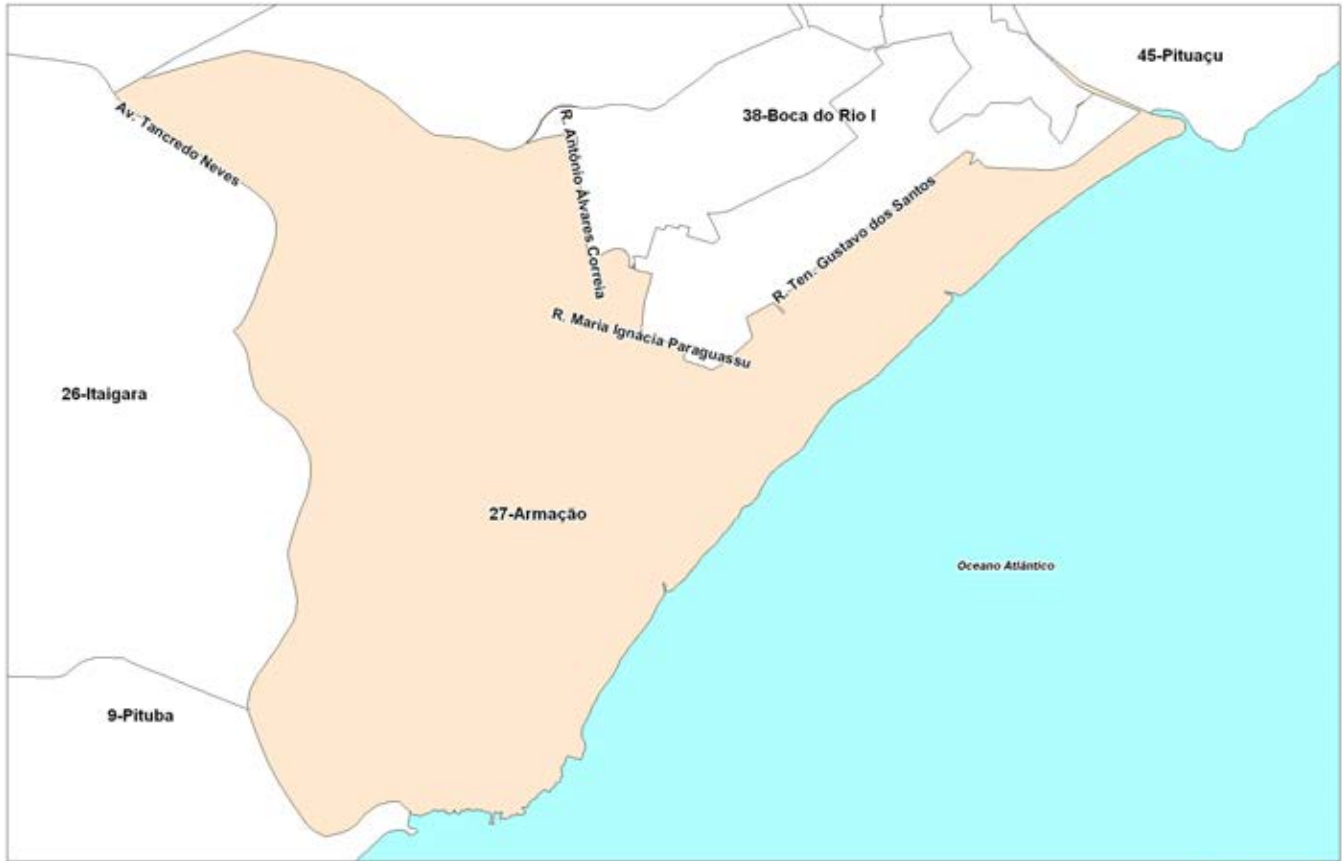 45-Pituaçu
38-Boca do Rio I
Av. Tancredo Neves
R. Antônio Álvares Correia
R. Ten. Gustavo dos Santos
R. Maria Ignácia Paraguassu
26-Itaigara
27-Armação
Oceano Atlântico
9-Pituba